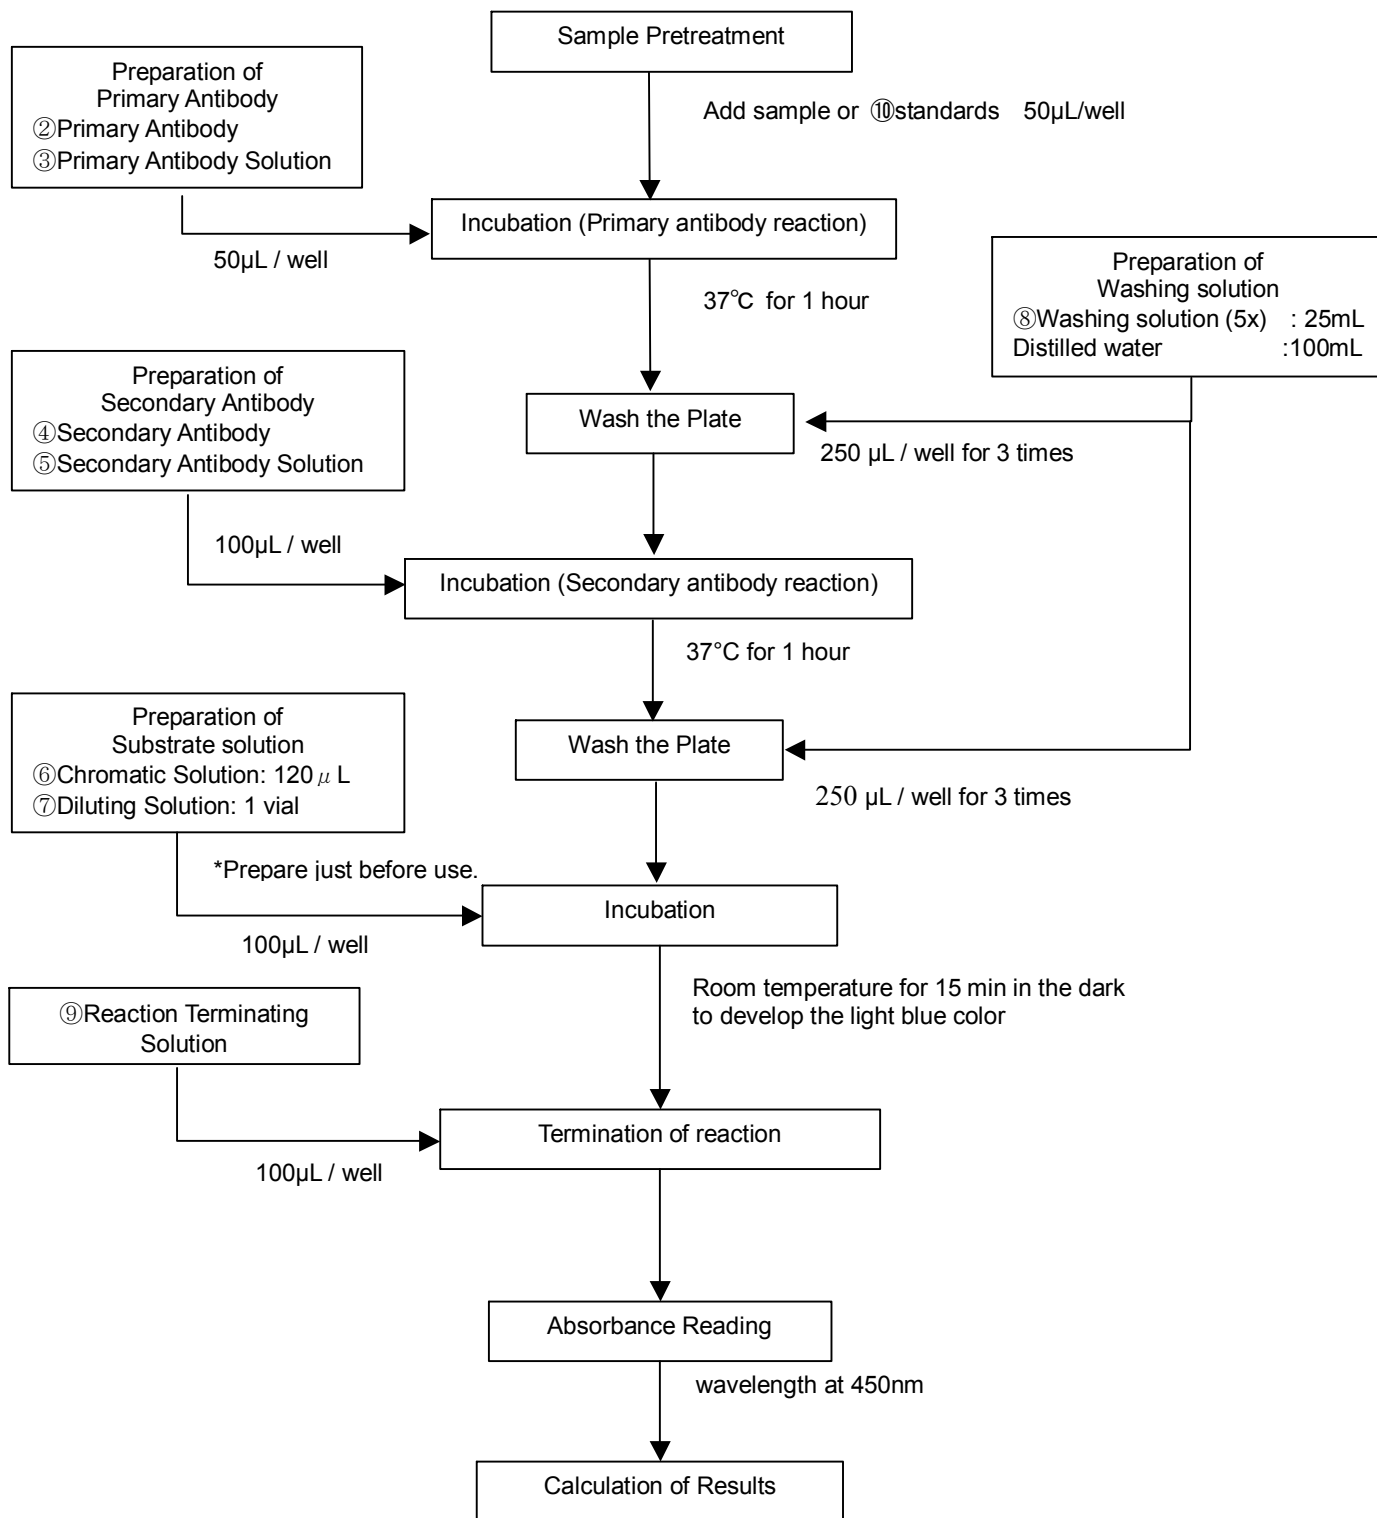 Sample Pretreatment
Preparation of
Primary Antibody
②Primary Antibody
③Primary Antibody Solution
Add sample or ⑩standards 50µL/well
Incubation (Primary antibody reaction)
50µL / well
37℃ for 1 hour
Preparation of
Washing solution
⑧Washing solution (5x) : 25mL
Distilled water :100mL
Preparation of
Secondary Antibody
④Secondary Antibody
⑤Secondary Antibody Solution
Wash the Plate
250 µL / well for 3 times
100µL / well
Incubation (Secondary antibody reaction)
37°C for 1 hour
Preparation of
Substrate solution
⑥Chromatic Solution: 120μL
⑦Diluting Solution: 1 vial
Wash the Plate
250 µL / well for 3 times
*Prepare just before use.
Incubation
100µL / well
Room temperature for 15 min in the dark
to develop the light blue color
⑨Reaction Terminating
Solution
Termination of reaction
100µL / well
Absorbance Reading
wavelength at 450nm
Calculation of Results